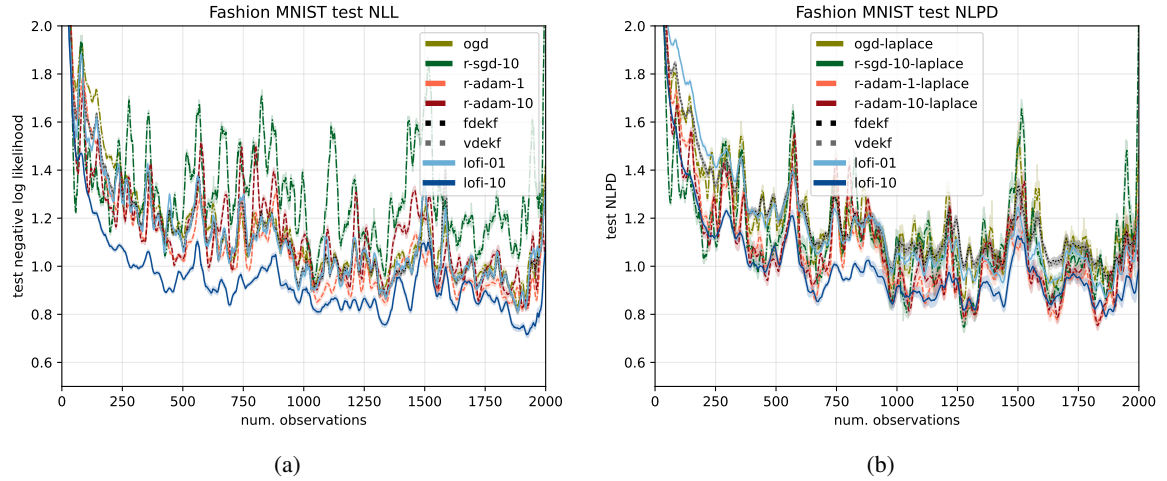 Fashion MNIST test NLL
test negative log likelihood
2.0
1.8
1.6
1.4
1.2
1.0
0.8
0.6
ogd
r-sgd-10
r-adam-1
r-adam-10
fdekf
vdekf
lofi-01
lofi-10
0 250 500 750 1000 1250 1500 1750 2000
num. observations
(a)
Fashion MNIST test NLPD
test NLPD
2.0
1.8
1.6
1.4
1.2
1.0
0.8
0.6
ogd-laplace
r-sgd-10-laplace
r-adam-1-laplace
r-adam-10-laplace
fdekf
vdekf
lofi-01
lofi-10
0 250 500 750 1000 1250 1500 1750 2000
num. observations
(b)